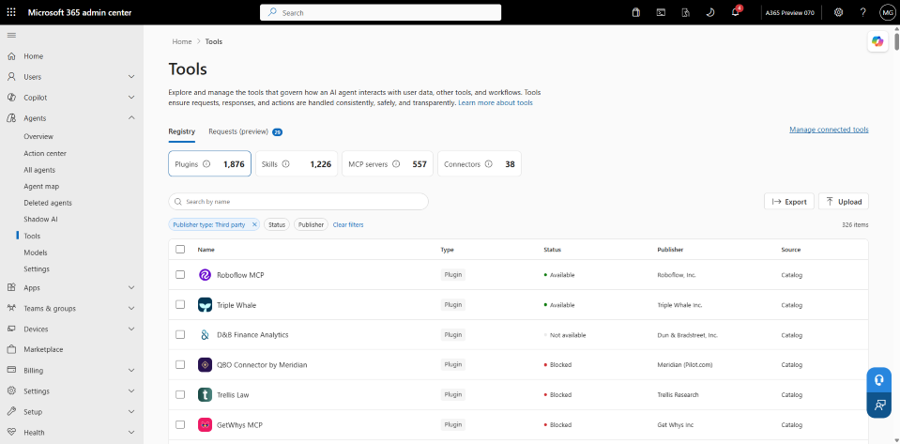 Microsoft 365 admin center
Search
4
A365 Preview 070
?
MG
Home
Users
Copilot
Agents
Overview
Action center
All agents
Agent map
Deleted agents
Shadow AI
Tools
Models
Settings
Apps
Teams & groups
Devices
Marketplace
Billing
Settings
Setup
Health
Home > Tools
Tools
Explore and manage the tools that govern how an AI agent interacts with user data, other tools, and workflows. Tools
ensure requests, responses, and actions are handled consistently, safely, and transparently. Learn more about tools
Registry Requests (preview) 26
Manage connected tools
Plugins 1,876 Skills 1,226 MCP servers 557 Connectors 38
Search by name
Export Upload
Publisher type: Third party × Status Publisher Clear filters
326 items
Name Type Status Publisher Source
Roboflow MCP Plugin Available Roboflow, Inc. Catalog
Triple Whale Plugin Available Triple Whale Inc. Catalog
D&B Finance Analytics Plugin Not available Dun & Bradstreet, Inc. Catalog
QBO Connector by Meridian Plugin Blocked Meridian (Pilot.com) Catalog
Trellis Law Plugin Blocked Trellis Research Catalog
GetWhys MCP Plugin Blocked Get Whys Inc Catalog